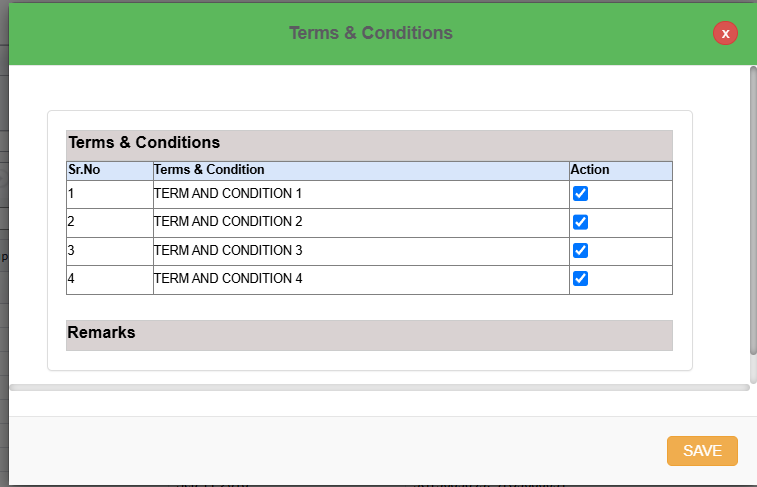 Terms & Conditions
x
Terms & Conditions
Sr.No Terms & Condition Action
1 TERM AND CONDITION 1
2 TERM AND CONDITION 2
3 TERM AND CONDITION 3
4 TERM AND CONDITION 4
Remarks
SAVE